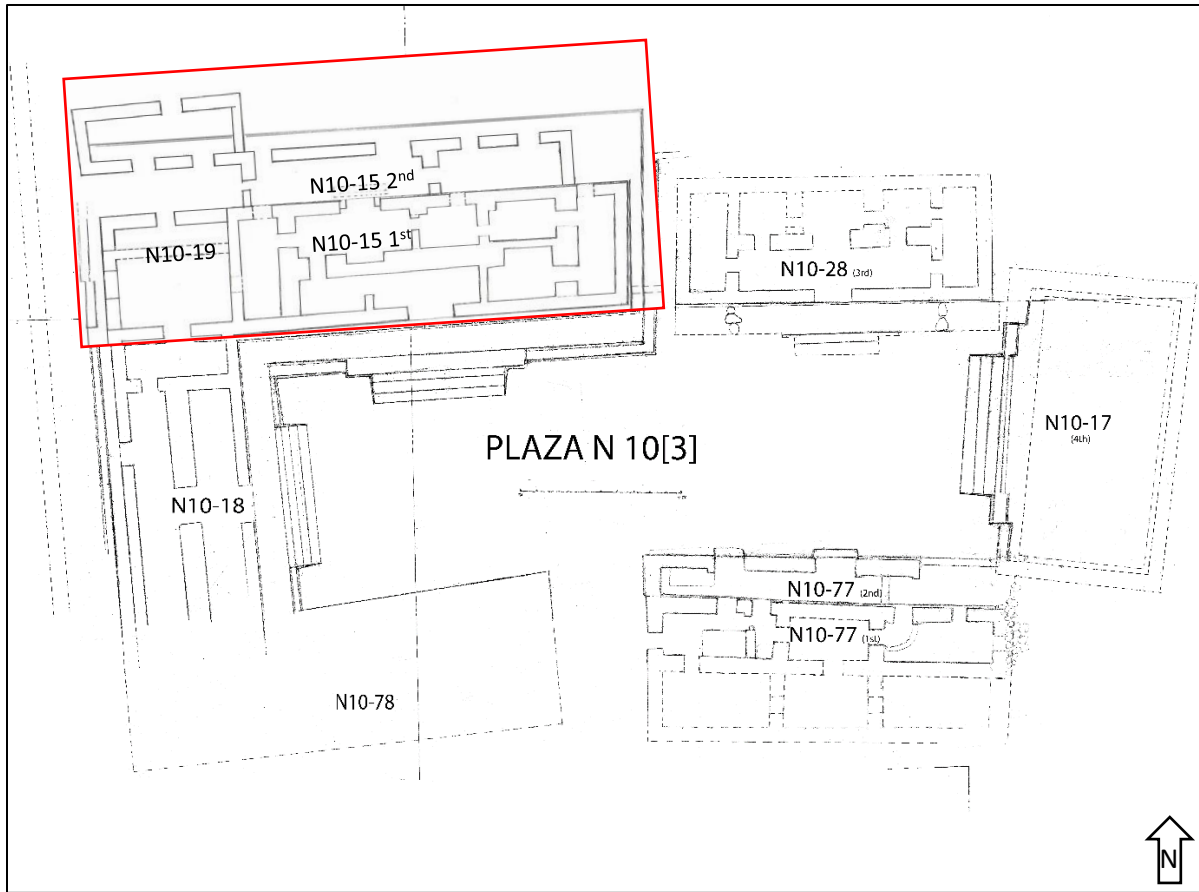 N10-15 2nd
N10-19
N10-15 1st
N10-28 (3rd)
N10-17
(4th)
PLAZA N 10[3]
N10-18
N10-77 (2nd)
N10-77 (1st)
N10-78
N